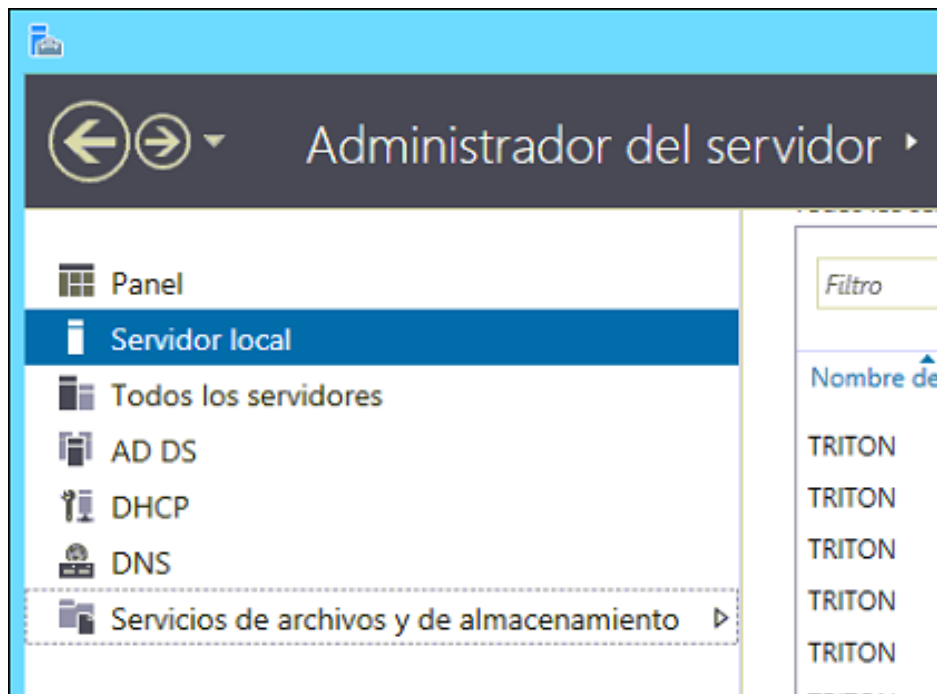 Administrador del servidor
Panel
Servidor local
Todos los servidores
AD DS
DHCP
DNS
Servicios de archivos y de almacenamiento
Filtro
Nombre de
TRITON
TRITON
TRITON
TRITON
TRITON